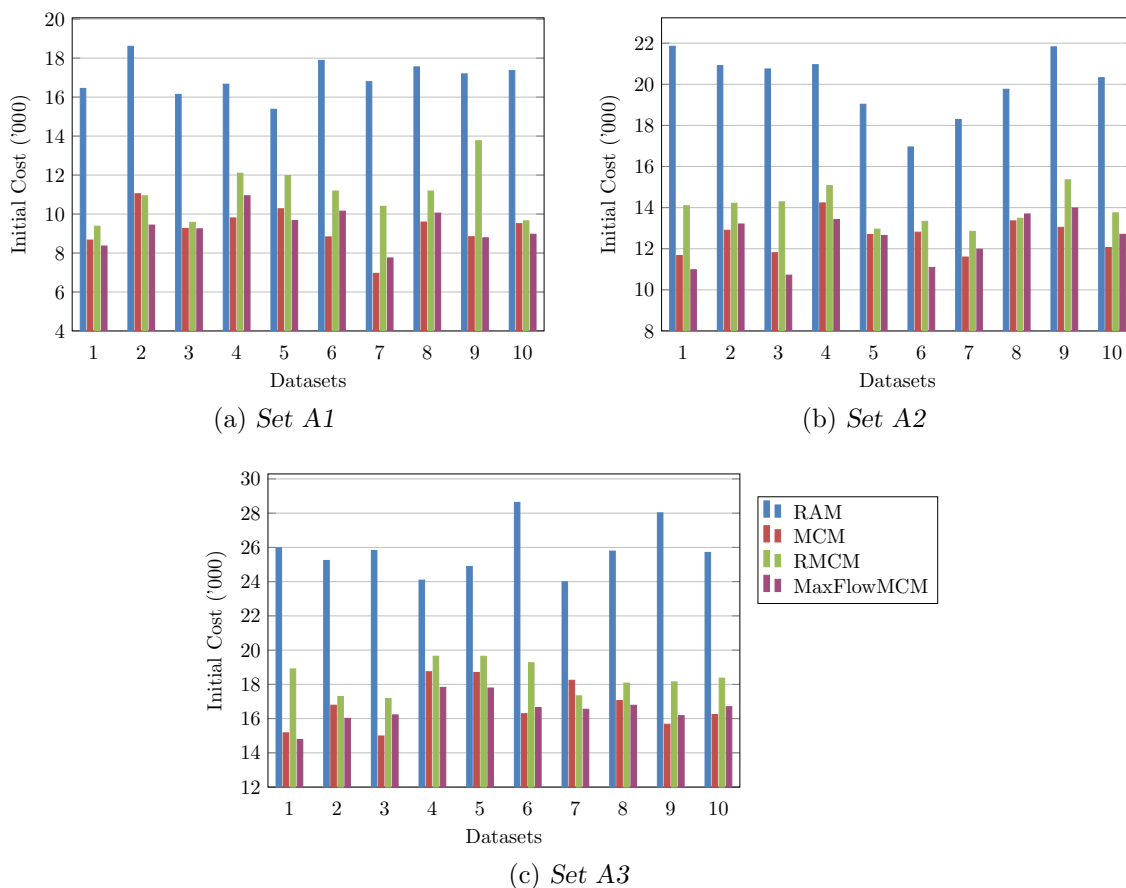 20
18
16
14
12
10
8
6
4
Initial Cost ('000)
1 2 3 4 5 6 7 8 9 10
Datasets
(a) Set A1
22
20
18
16
14
12
10
8
Initial Cost ('000)
1 2 3 4 5 6 7 8 9 10
Datasets
(b) Set A2
30
28
26
24
22
20
18
16
14
12
Initial Cost ('000)
1 2 3 4 5 6 7 8 9 10
Datasets
(c) Set A3
RAM
MCM
RMCM
MaxFlowMCM